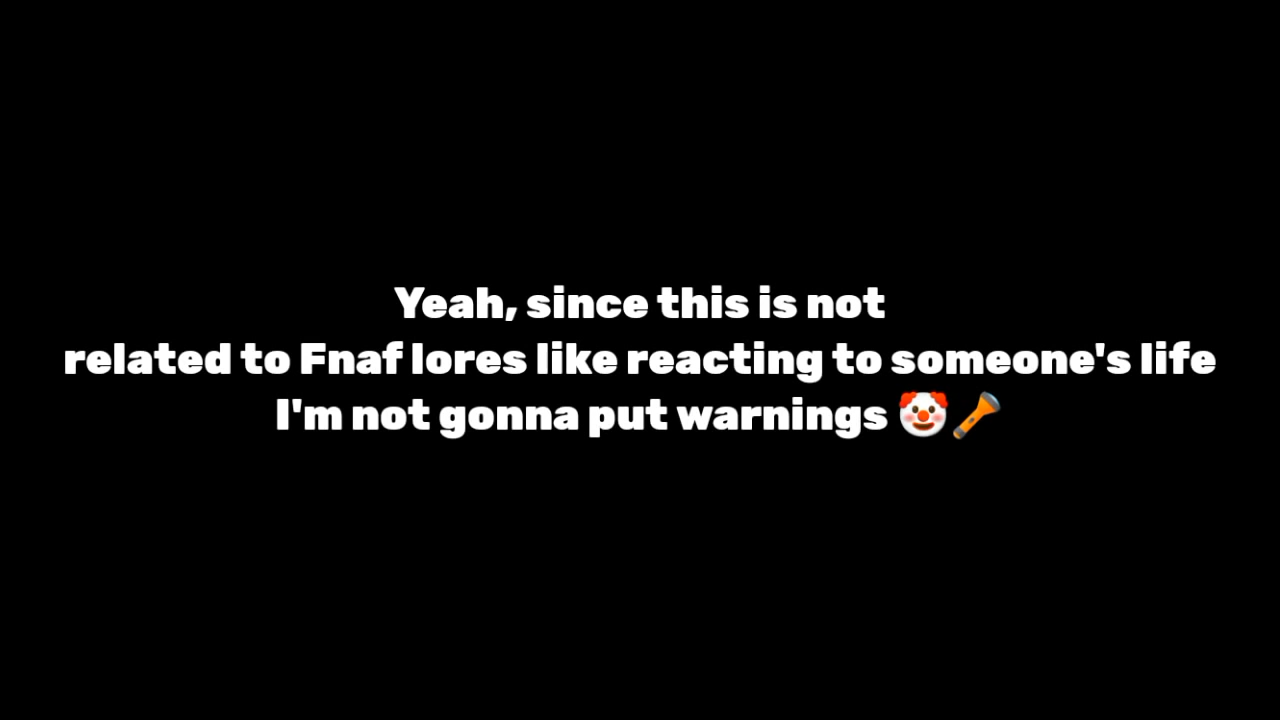 Yeah, since this is not
related to Fnaf lores like reacting to someone's life
I'm not gonna put warnings 🤡🔦